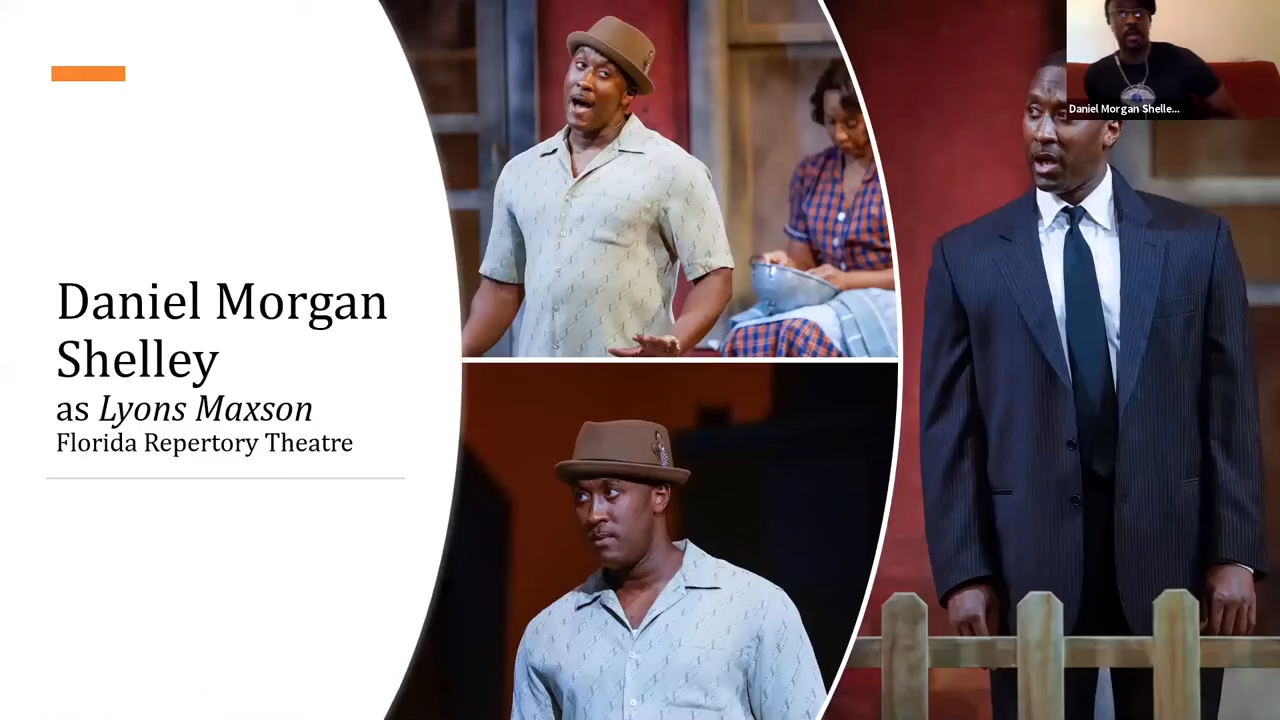 Daniel Morgan
Shelley
as Lyons Maxson
Florida Repertory Theatre
Daniel Morgan Shelle...